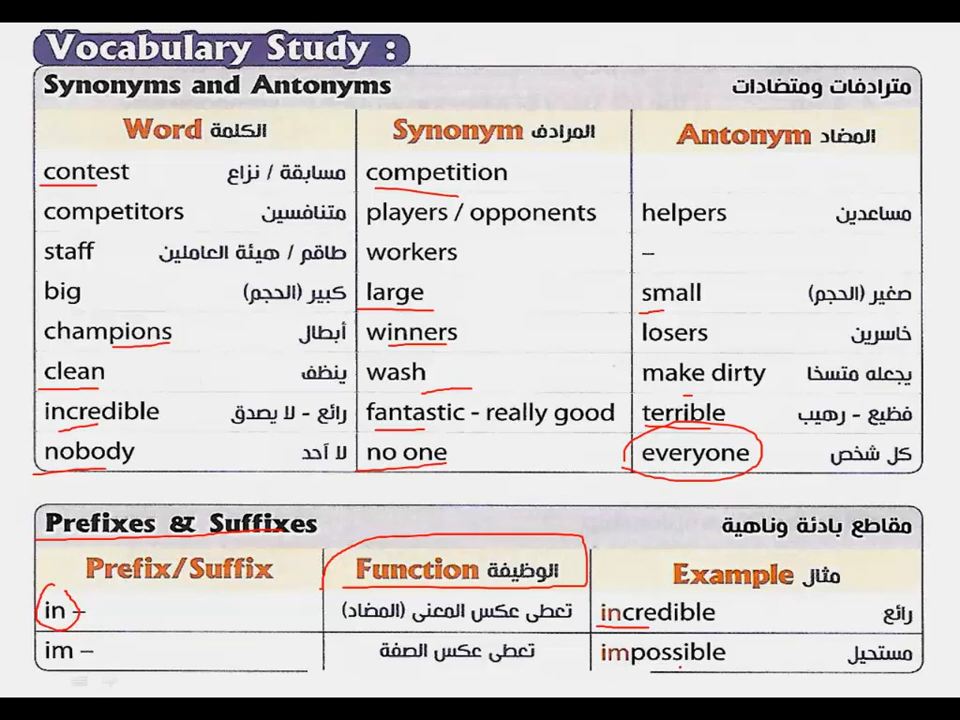 Vocabulary Study :
Synonyms and Antonyms مترادفات ومتضادات
Word الكلمة Synonym المرادف Antonym المضاد
contest مسابقة / نزاع competition
competitors متنافسين players / opponents helpers مساعدين
staff طاقم / هيئة العاملين workers –
big كبير (الحجم) large small صغير (الحجم)
champions أبطال winners losers خاسرين
clean ينظف wash make dirty يجعله متسخا
incredible رائع - لا يصدق fantastic - really good terrible فظيع - رهيب
nobody لا أحد no one everyone كل شخص
Prefixes & Suffixes مقاطع بادئة وناهية
Prefix/Suffix Function الوظيفة Example مثال
in – تعطى عكس المعنى (المضاد) incredible رائع
im – تعطى عكس الصفة impossible مستحيل